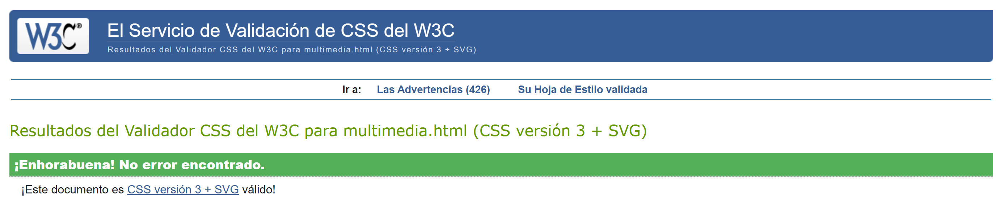 W3C®
El Servicio de Validación de CSS del W3C
Resultados del Validador CSS del W3C para multimedia.html (CSS versión 3 + SVG)
Ir a: Las Advertencias (426) Su Hoja de Estilo validada
Resultados del Validador CSS del W3C para multimedia.html (CSS versión 3 + SVG)
¡Enhorabuena! No error encontrado.
¡Este documento es CSS versión 3 + SVG válido!